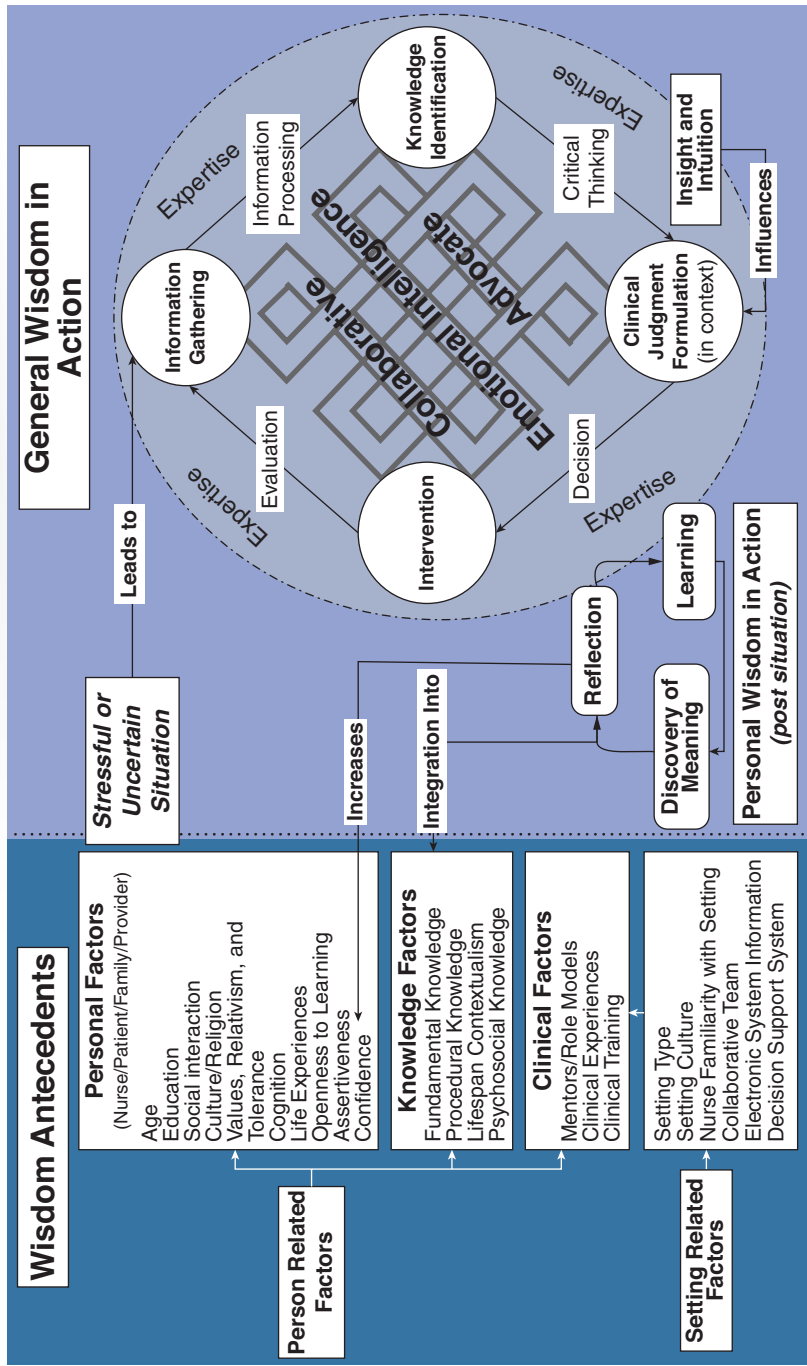 Wisdom Antecedents
Person Related
Factors
Personal Factors
(Nurse/Patient/Family/Provider)
Age
Education
Social interaction
Culture/Religion
Values, Relativism, and
Tolerance
Cognition
Life Experiences
Openness to Learning
Assertiveness
Confidence
Knowledge Factors
Fundamental Knowledge
Procedural Knowledge
Lifespan Contextualism
Psychosocial Knowledge
Clinical Factors
Mentors/Role Models
Clinical Experiences
Clinical Training
Setting Related
Factors
Setting Type
Setting Culture
Nurse Familiarity with Setting
Collaborative Team
Electronic System Information
Decision Support System
General Wisdom in
Action
Stressful or
Uncertain
Situation
Leads to
Information
Gathering
Expertise
Information
Processing
Knowledge
Identification
Expertise
Critical
Thinking
Insight and
Intuition
Influences
Clinical
Judgment
Formulation
(in context)
Decision
Expertise
Intervention
Evaluation
Expertise
Collaborative
Emotional Intelligence
Advocate
Increases
Integration Into
Reflection
Learning
Discovery of
Meaning
Personal Wisdom in Action
(post situation)